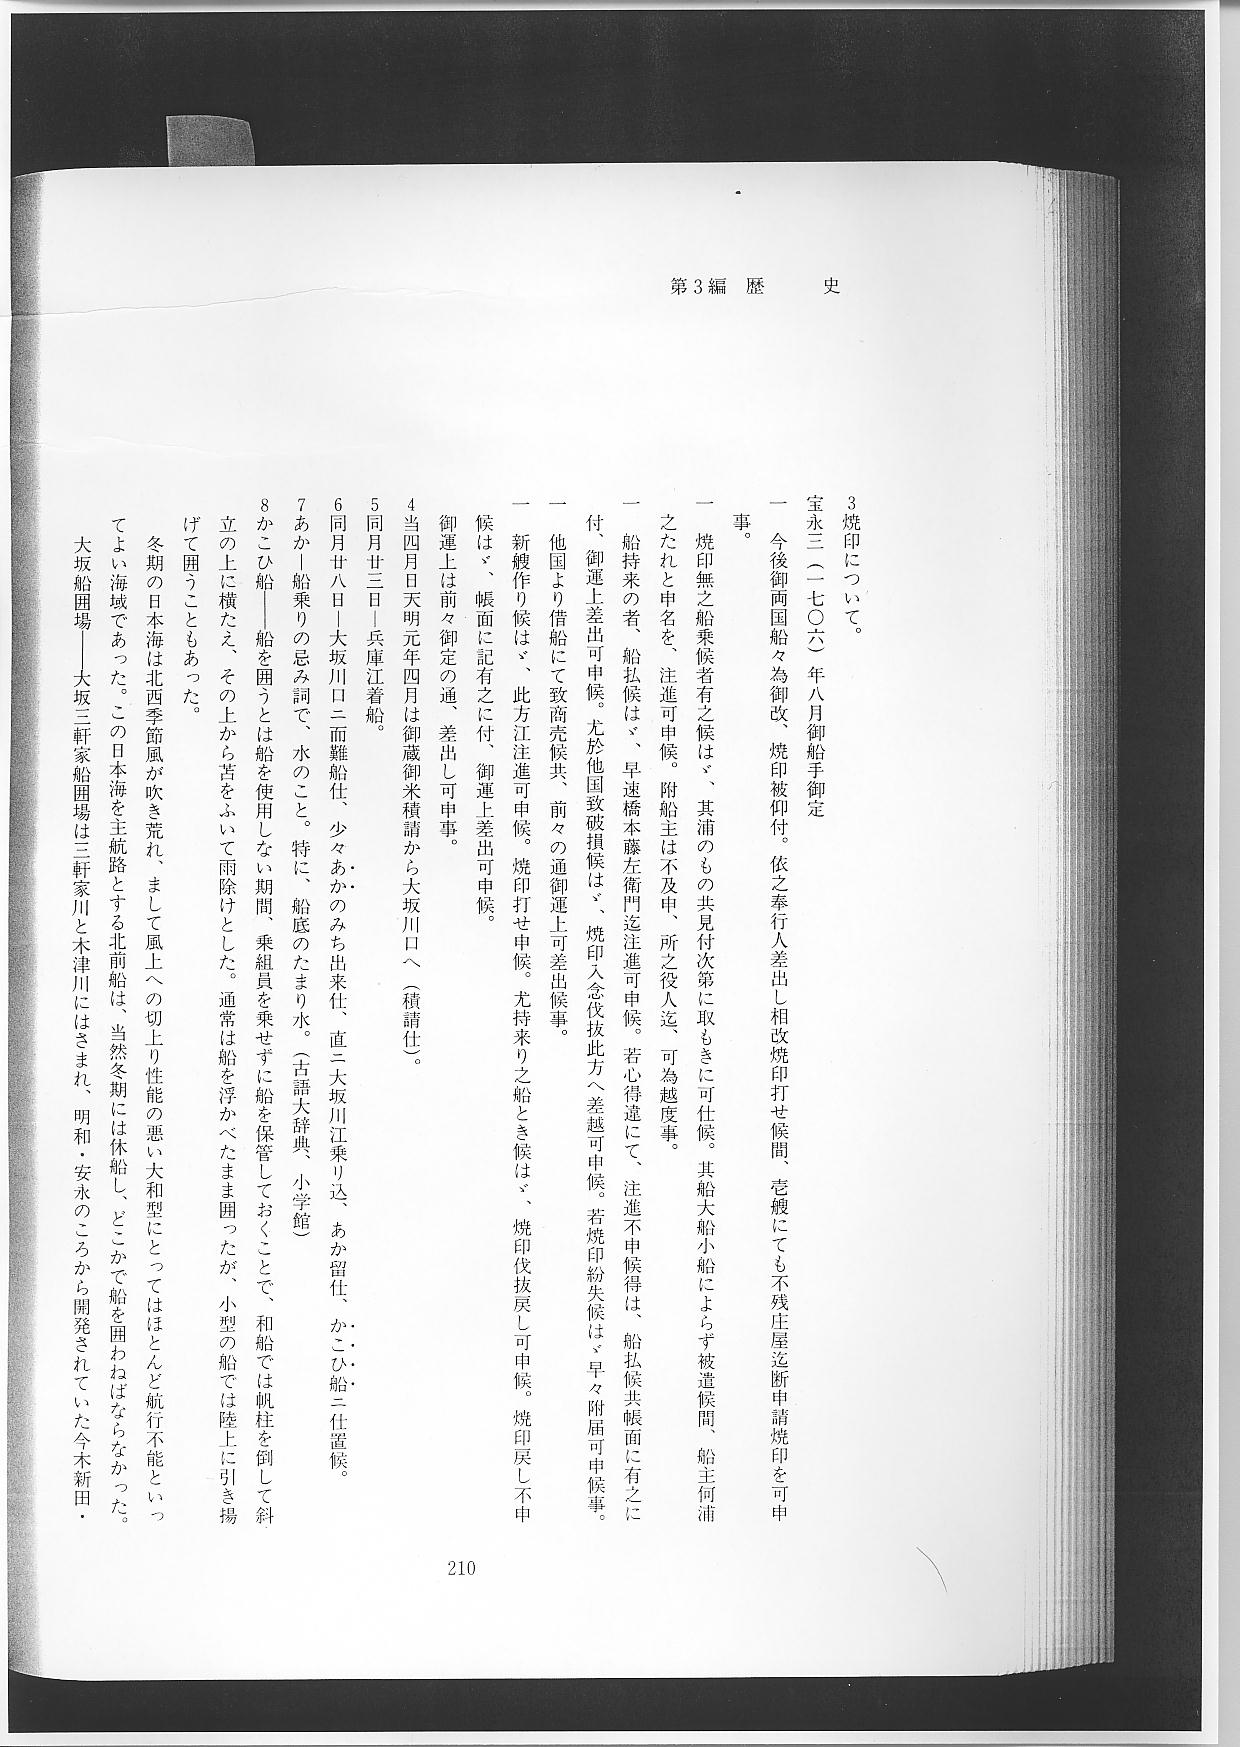 第3編　歴　　史
3焼印について。
宝永三（一七〇六）年八月御船手御定
一　今後御両国船々為御改、焼印被仰付。依之奉行人差出し相改焼印打せ候間、壱艘にても不残庄屋迄断申請焼印を可申
事。
一　焼印無之船乗候者有之候はゞ、其浦のもの共見付次第に取もきに可仕候。其船大船小船によらず被遣候間、船主何浦
之たれと申名を、注進可申候。附船主は不及申、所之役人迄、可為越度事。
一　船持来の者、船払候はゞ、早速橋本藤左衛門迄注進可申候。若心得違にて、注進不申候得は、船払候共帳面に有之に
付、御運上差出可申候。尤於他国致破損候はゞ、焼印入念伐抜此方へ差越可申候。若焼印紛失候はゞ早々附届可申候事。
一　他国より借船にて致商売候共、前々の通御運上可差出候事。
一　新艘作り候はゞ、此方江注進可申候。焼印打せ申候。尤持来り之船とき候はゞ、焼印伐抜戻し可申候。焼印戻し不申
候はゞ、帳面に記有之に付、御運上差出可申候。
御運上は前々御定の通、差出し可申事。
4当四月日天明元年四月は御蔵御米積請から大坂川口へ（積請仕）。
5同月廿三日―兵庫江着船。
6同月廿八日―大坂川口ニ而難船仕、少々あかのみち出来仕、直ニ大坂川江乗リ込、あか留仕、かこひ船ニ仕置候。
7あか―船乗りの忌み詞で、水のこと。特に、船底のたまり水。（古語大辞典、小学館）
8かこひ船――船を囲うとは船を使用しない期間、乗組員を乗せずに船を保管しておくことで、和船では帆柱を倒して斜
立の上に横たえ、その上から苫をふいて雨除けとした。通常は船を浮かべたまま囲ったが、小型の船では陸上に引き揚
げて囲うこともあった。
冬期の日本海は北西季節風が吹き荒れ、まして風上への切上り性能の悪い大和型にとってはほとんど航行不能といっ
てよい海域であった。この日本海を主航路とする北前船は、当然冬期には休船し、どこかで船を囲わねばならなかった。
大坂船囲場――大坂三軒家船囲場は三軒家川と木津川にはさまれ、明和・安永のころから開発されていた今木新田・
210